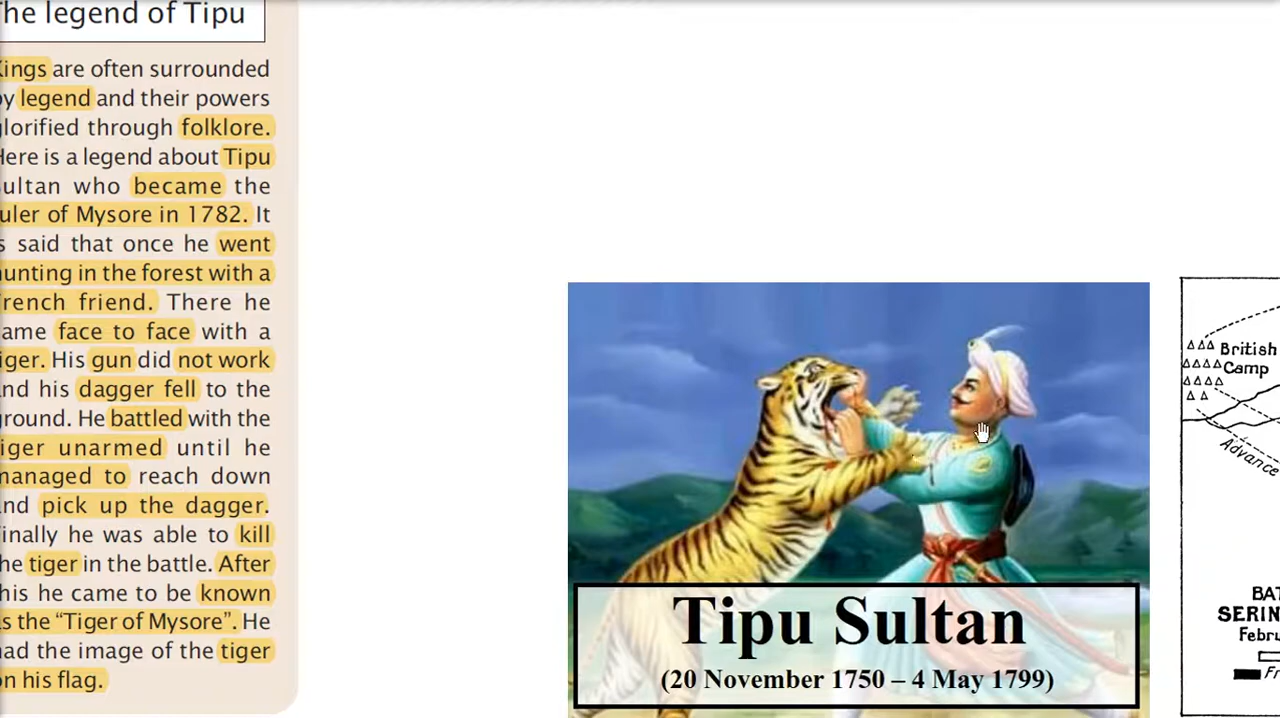 The legend of Tipu
Kings are often surrounded
by legend and their powers
glorified through folklore.
Here is a legend about Tipu
Sultan who became the
ruler of Mysore in 1782. It
is said that once he went
hunting in the forest with a
French friend. There he
came face to face with a
tiger. His gun did not work
and his dagger fell to the
ground. He battled with the
tiger unarmed until he
managed to reach down
and pick up the dagger.
Finally he was able to kill
the tiger in the battle. After
this he came to be known
as the “Tiger of Mysore”. He
had the image of the tiger
on his flag.
Tipu Sultan
(20 November 1750 – 4 May 1799)
British
Camp
Advance
BAT
SERIN
Febru
Fr